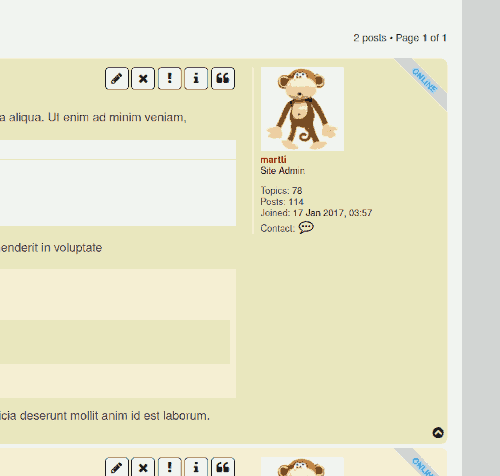 2 posts • Page 1 of 1
ONLINE
a aliqua. Ut enim ad minim veniam,
martti
Site Admin
Topics: 78
Posts: 114
Joined: 17 Jan 2017, 03:57
Contact:
enderit in voluptate
icia deserunt mollit anim id est laborum.
ONLINE